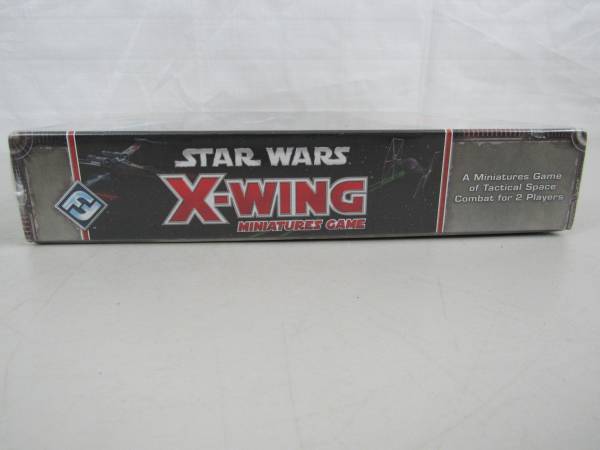 STAR WARS
X-WING
MINIATURES GAME
A Miniatures Game
of Tactical Space
Combat for 2 Players